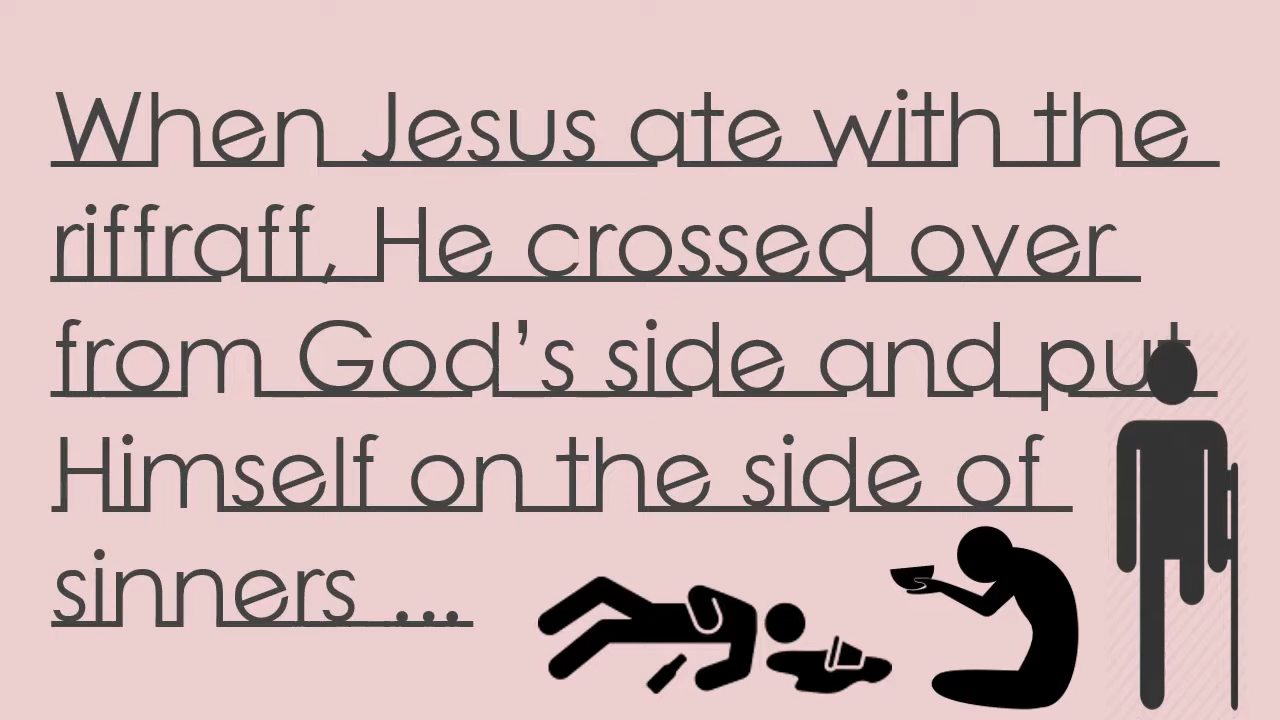 When Jesus ate with the
riffraff, He crossed over
from God’s side and put
Himself on the side of
sinners ...